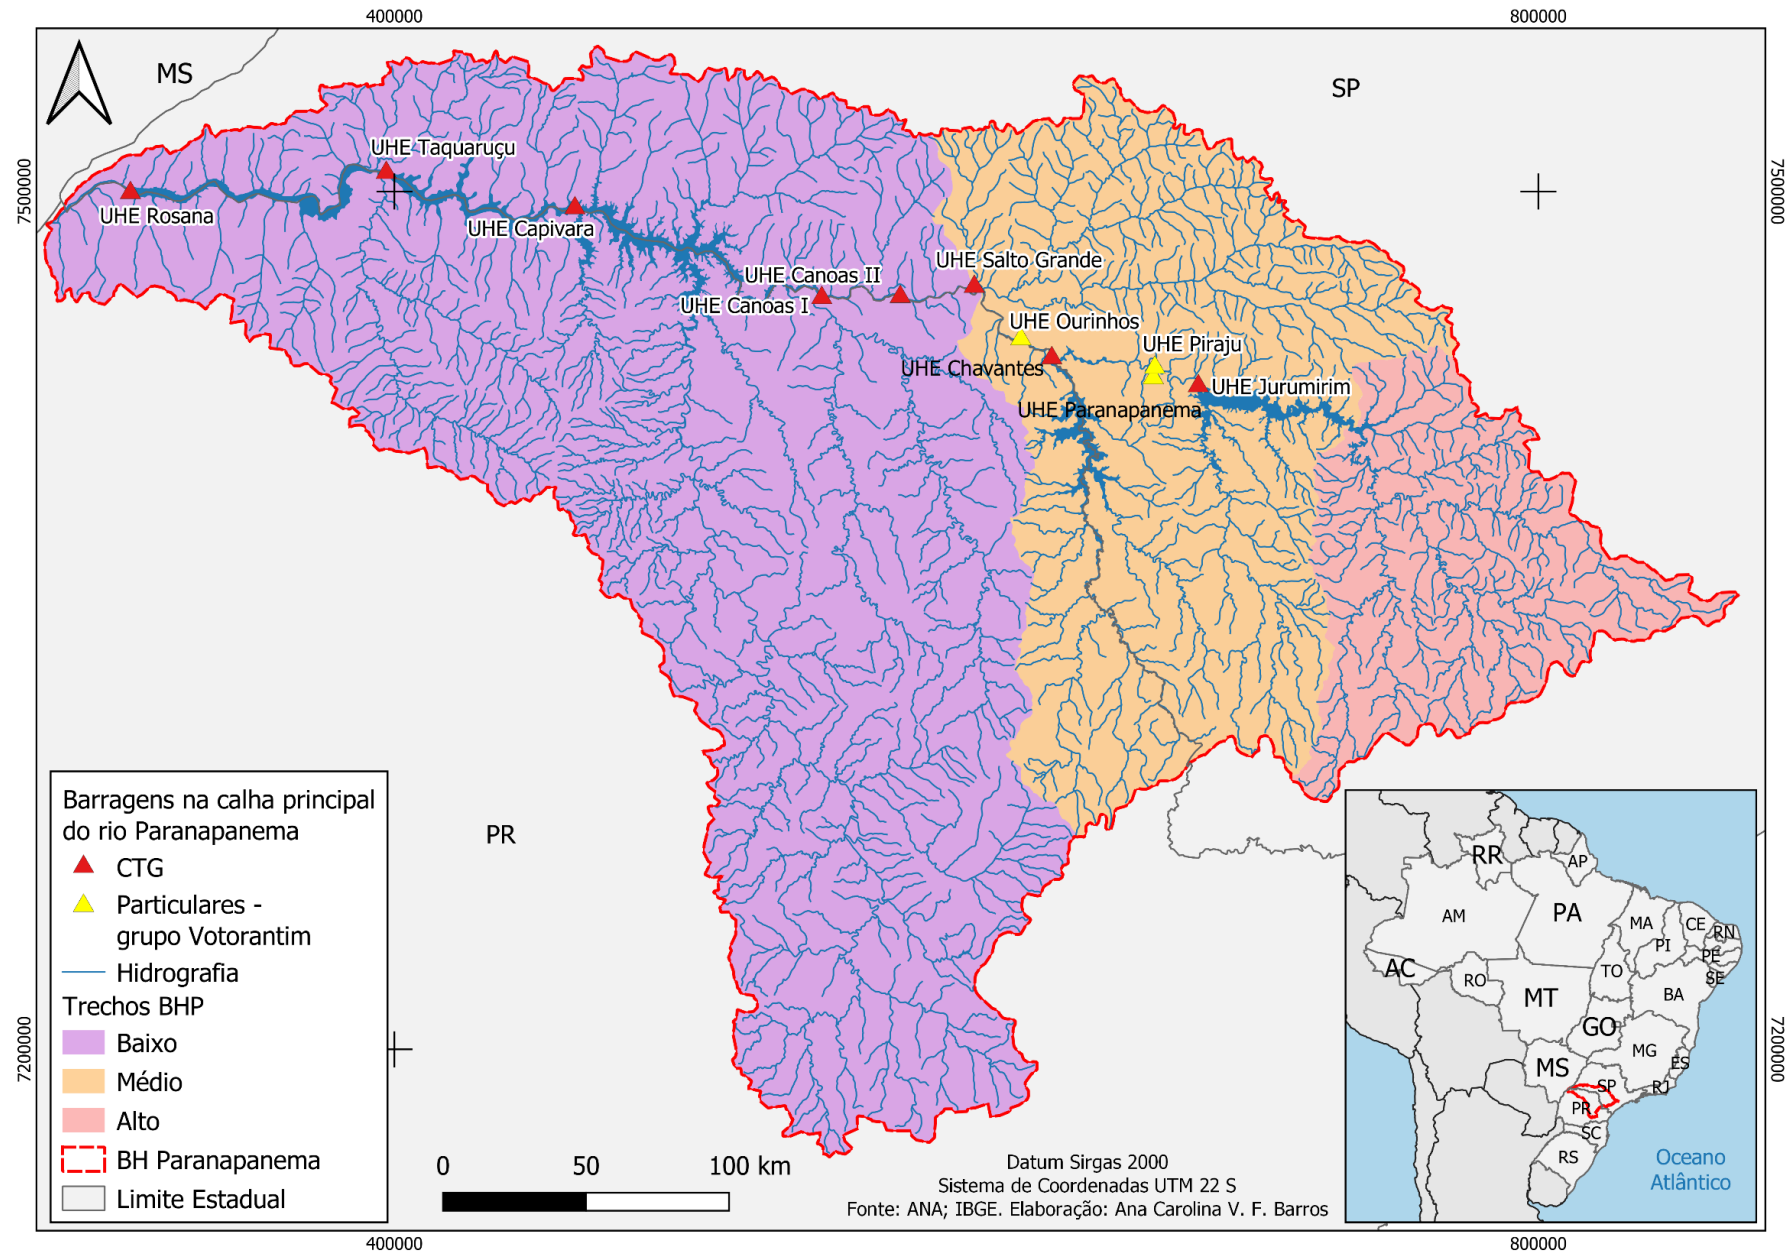 400000
800000
MS
SP
7500000
7500000
UHE Taquaruçu
UHE Rosana
UHE Capivara
UHE Canoas II
UHE Canoas I
UHE Salto Grande
UHE Ourinhos
UHE Piraju
UHE Chavantes
UHE Jurumirim
UHE Paranapanema
PR
Barragens na calha principal
do rio Paranapanema
CTG
Particulares -
grupo Votorantim
Hidrografia
Trechos BHP
Baixo
Médio
Alto
BH Paranapanema
Limite Estadual
7200000
7200000
0 50 100 km
Datum Sirgas 2000
Sistema de Coordenadas UTM 22 S
Fonte: ANA; IBGE. Elaboração: Ana Carolina V. F. Barros
RR
AP
AM
PA
MA
CE
RN
PI
PE
AC
RO
TO
SE
BA
MT
GO
MG
ES
MS
SP
RJ
PR
SC
RS
Oceano
Atlântico
400000
800000